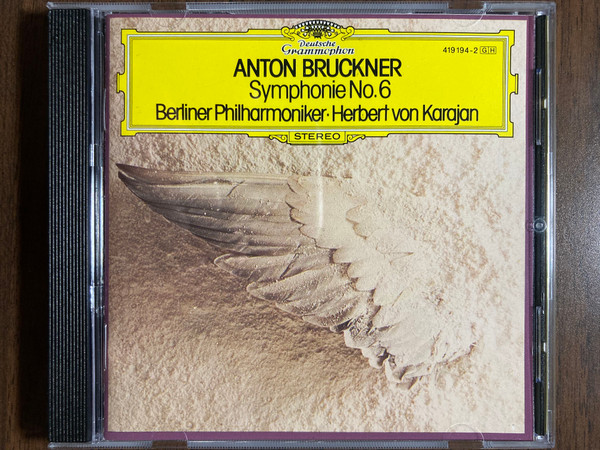 Deutsche
Grammophon
419 194-2 GH
ANTON BRUCKNER
Symphonie No.6
Berliner Philharmoniker · Herbert von Karajan
STEREO